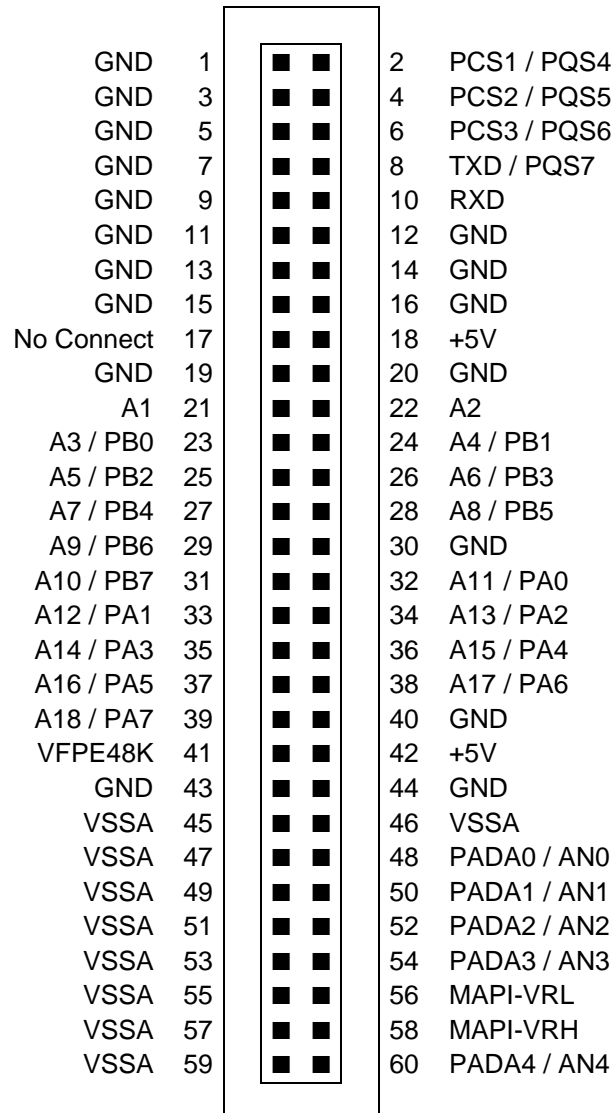 GND 1 2 PCS1 / PQS4
GND 3 4 PCS2 / PQS5
GND 5 6 PCS3 / PQS6
GND 7 8 TXD / PQS7
GND 9 10 RXD
GND 11 12 GND
GND 13 14 GND
GND 15 16 GND
No Connect 17 18 +5V
GND 19 20 GND
A1 21 22 A2
A3 / PB0 23 24 A4 / PB1
A5 / PB2 25 26 A6 / PB3
A7 / PB4 27 28 A8 / PB5
A9 / PB6 29 30 GND
A10 / PB7 31 32 A11 / PA0
A12 / PA1 33 34 A13 / PA2
A14 / PA3 35 36 A15 / PA4
A16 / PA5 37 38 A17 / PA6
A18 / PA7 39 40 GND
VFPE48K 41 42 +5V
GND 43 44 GND
VSSA 45 46 VSSA
VSSA 47 48 PADA0 / AN0
VSSA 49 50 PADA1 / AN1
VSSA 51 52 PADA2 / AN2
VSSA 53 54 PADA3 / AN3
VSSA 55 56 MAPI-VRL
VSSA 57 58 MAPI-VRH
VSSA 59 60 PADA4 / AN4